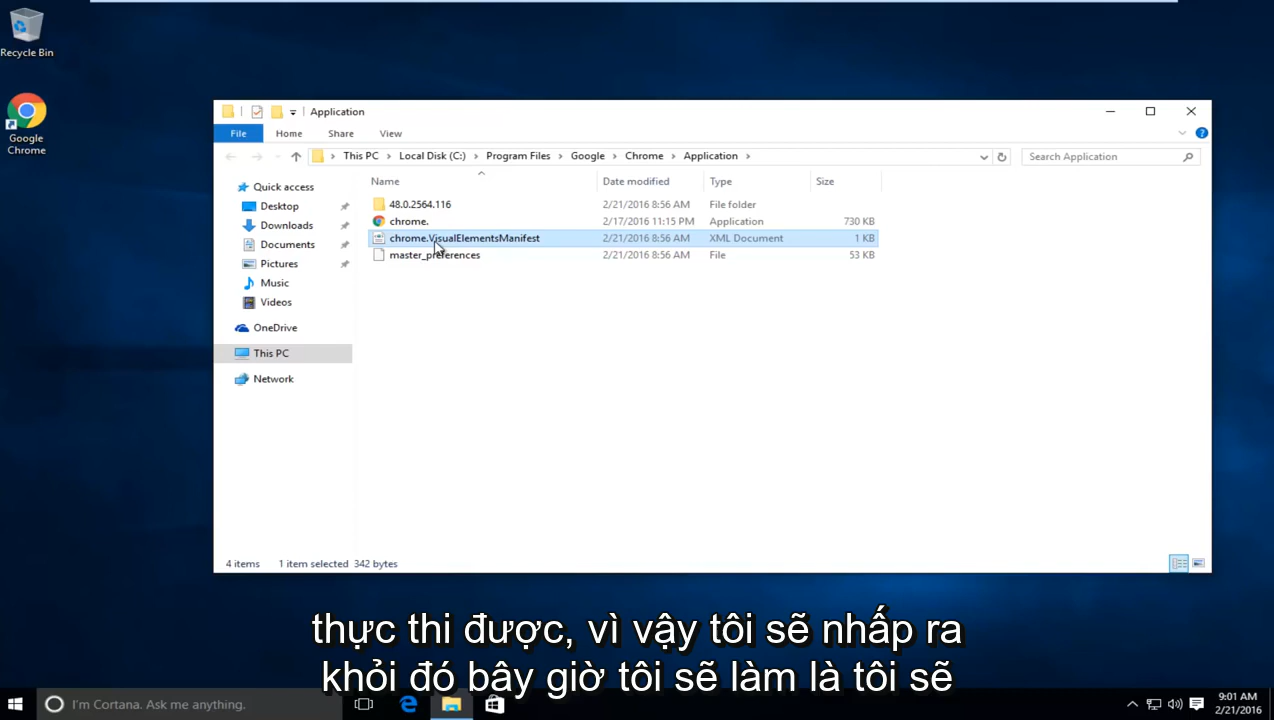 Recycle Bin
Google
Chrome
Application
File Home Share View
This PC Local Disk (C:) Program Files Google Chrome Application
Search Application
Name Date modified Type Size
Quick access
Desktop
Downloads
Documents
Pictures
Music
Videos
OneDrive
This PC
Network
48.0.2564.116 2/21/2016 8:56 AM File folder
chrome. 2/17/2016 11:15 PM Application 730 KB
chrome.VisualElementsManifest 2/21/2016 8:56 AM XML Document 1 KB
master_preferences 2/21/2016 8:56 AM File 53 KB
4 items 1 item selected 342 bytes
thực thi được, vì vậy tôi sẽ nhấp ra
khỏi đó bây giờ tôi sẽ làm là tôi sẽ
I'm Cortana. Ask me anything.
9:01 AM
2/21/2016